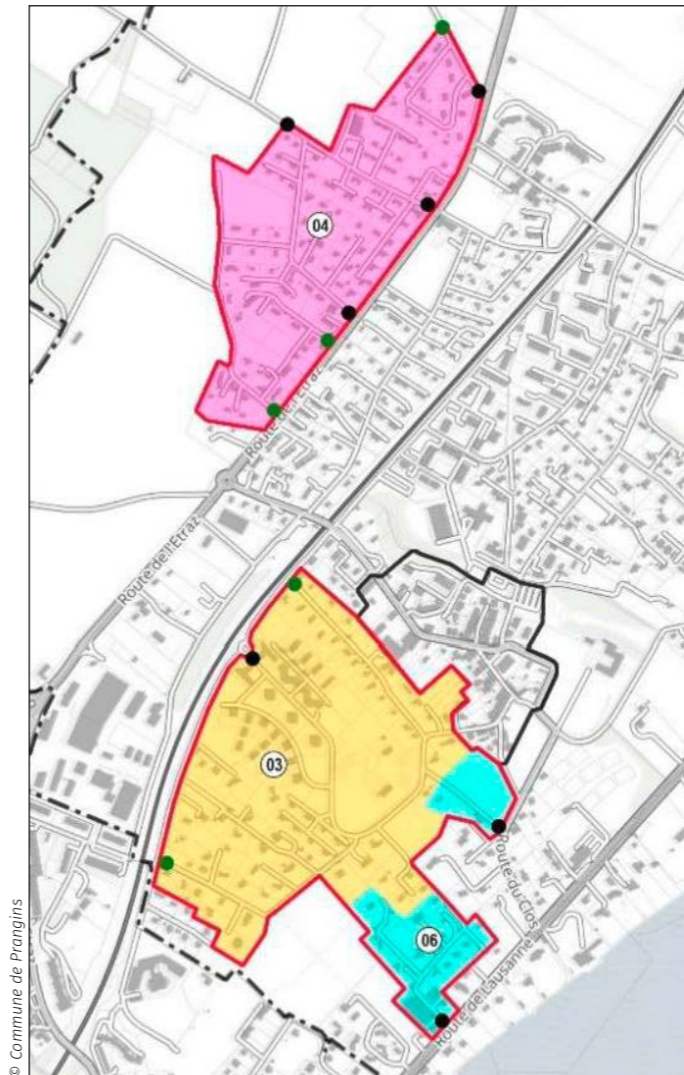 04
Route de l'Etraz
Route de l'Etraz
03
Route du Clos
06
Route de Lausanne
© Commune de Prangins